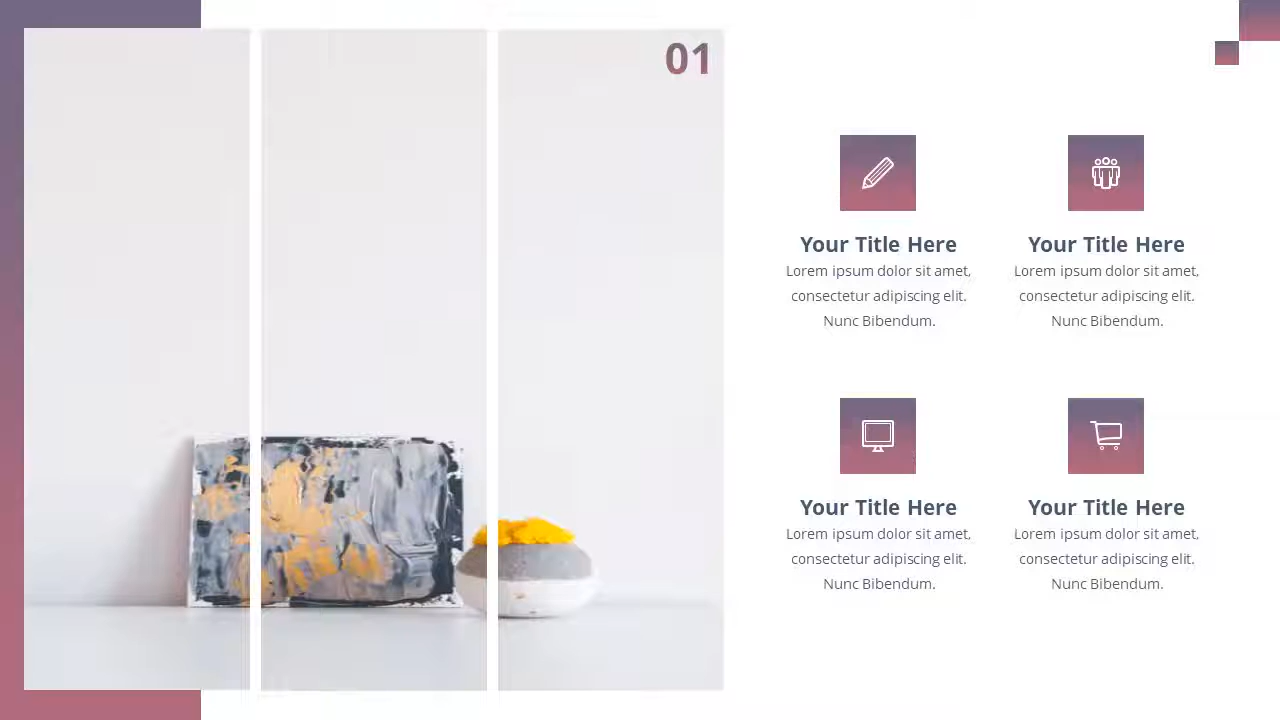 01
Your Title Here
Lorem ipsum dolor sit amet,
consectetur adipiscing elit.
Nunc Bibendum.
Your Title Here
Lorem ipsum dolor sit amet,
consectetur adipiscing elit.
Nunc Bibendum.
Your Title Here
Lorem ipsum dolor sit amet,
consectetur adipiscing elit.
Nunc Bibendum.
Your Title Here
Lorem ipsum dolor sit amet,
consectetur adipiscing elit.
Nunc Bibendum.